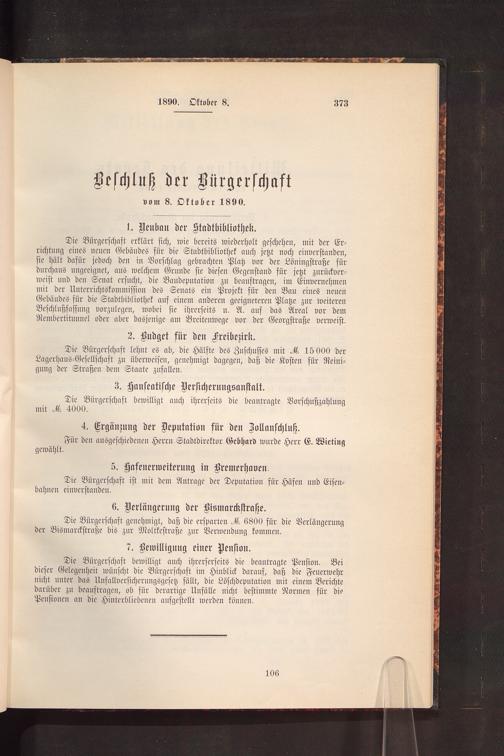 1890. Oktober 8. 373
Beschluß der Bürgerschaft
vom 8. Oktober 1890.
1. Neubau der Stadtbibliothek.
Die Bürgerschaft erklärt sich, wie bereits wiederholt geschehen, mit der Er-
richtung eines neuen Gebäudes für die Stadtbibliothek auch jetzt noch einverstanden,
sie hält dafür jedoch den in Vorschlag gebrachten Platz vor der Löningstraße für
durchaus ungeeignet, aus welchem Grunde sie diesen Gegenstand für jetzt zurückver-
weist und den Senat ersucht, die Baudeputation zu beauftragen, im Einvernehmen
mit der Unterrichtskommission des Senats ein Projekt für den Bau eines neuen
Gebäudes für die Stadtbibliothek auf einem anderen geeigneteren Platze zur weiteren
Beschlußfassung vorzulegen, wobei sie ihrerseits u. A. auf das Areal vor dem
Rembertitunnel oder aber dasjenige am Breitenwege vor der Georgstraße verweist.
2. Budget für den Freibezirk.
Die Bürgerschaft lehnt es ab, die Hälfte des Zuschusses mit M. 15 000 der
Lagerhaus-Gesellschaft zu überweisen, genehmigt dagegen, daß die Kosten für Reini-
gung der Straßen dem Staate zufallen.
3. Hanseatische Versicherungsanstalt.
Die Bürgerschaft bewilligt auch ihrerseits die beantragte Vorschußzahlung
mit M. 4000.
4. Ergänzung der Deputation für den Zollanschluß.
Für den ausgeschiedenen Herrn Stadtdirektor Gebhard wurde Herr C. Wieting
gewählt.
5. Hafenerweiterung in Bremerhaven.
Die Bürgerschaft ist mit dem Antrage der Deputation für Häfen und Eisen-
bahnen einverstanden.
6. Verlängerung der Bismarckstraße.
Die Bürgerschaft genehmigt, daß die ersparten M. 6800 für die Verlängerung
der Bismarckstraße bis zur Moltkestraße zur Verwendung kommen.
7. Bewilligung einer Pension.
Die Bürgerschaft bewilligt auch ihrerseits die beantragte Pension. Bei
dieser Gelegenheit wünscht die Bürgerschaft im Hinblick darauf, daß die Feuerwehr
nicht unter das Unfallversicherungsgesetz fällt, die Löschdeputation mit einem Berichte
darüber zu beauftragen, ob für derartige Unfälle nicht bestimmte Normen für die
Pensionen an die Hinterbliebenen aufgestellt werden können.
106